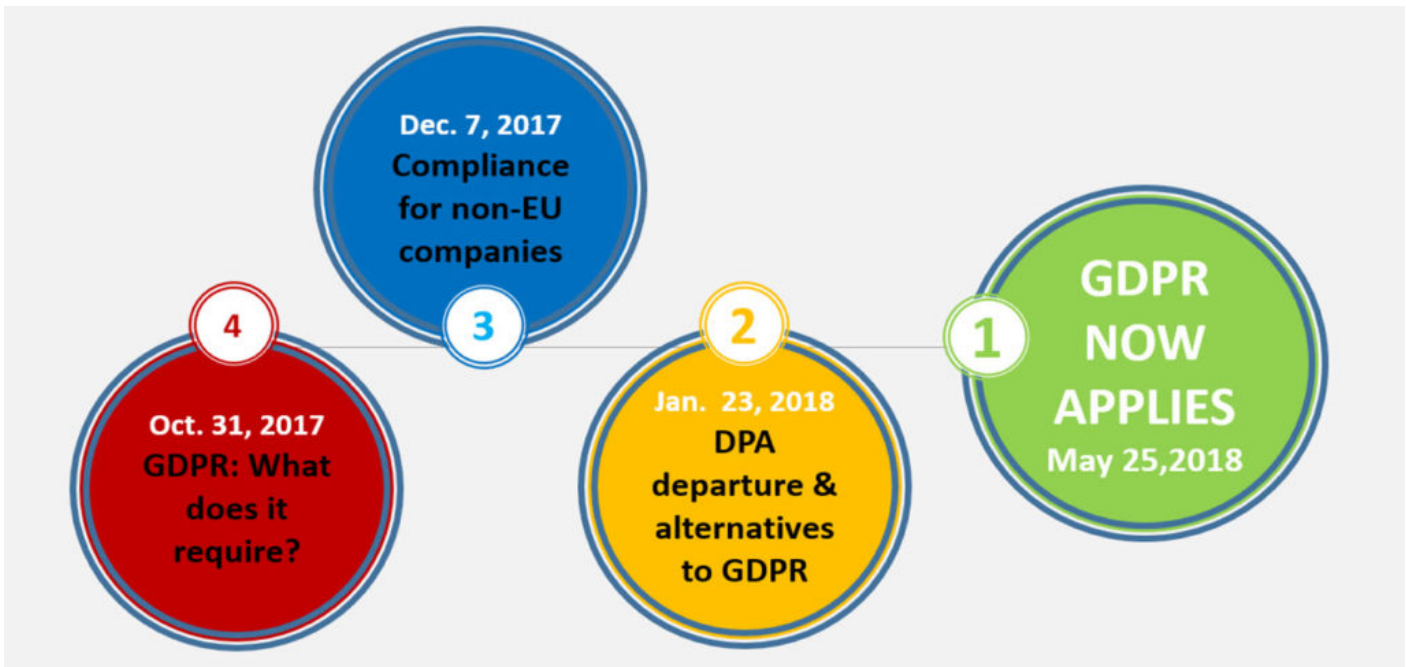 4
Oct. 31, 2017
GDPR: What
does it
require?
Dec. 7, 2017
Compliance
for non-EU
companies
3
2
Jan. 23, 2018
DPA
departure &
alternatives
to GDPR
1
GDPR
NOW
APPLIES
May 25,2018